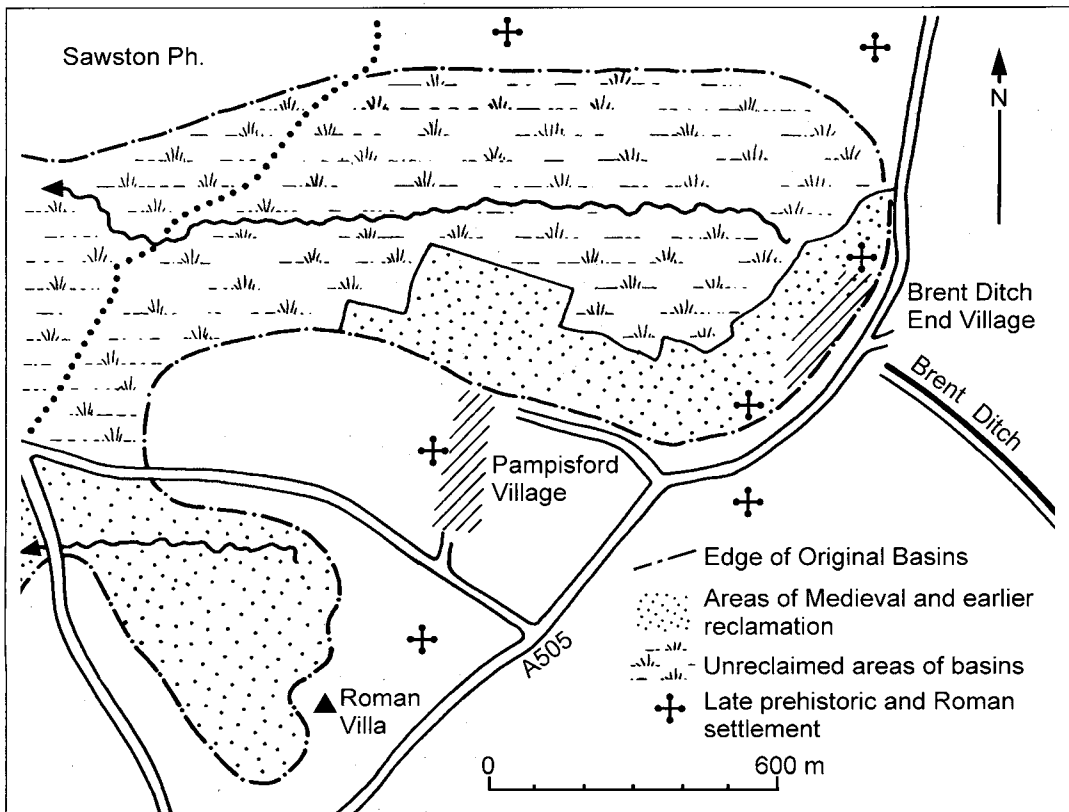 Sawston Ph.
N
Brent Ditch
End Village
Brent Ditch
Pampisford
Village
Edge of Original Basins
Areas of Medieval and earlier
reclamation
Unreclaimed areas of basins
Late prehistoric and Roman
settlement
A505
Roman
Villa
0
600 m